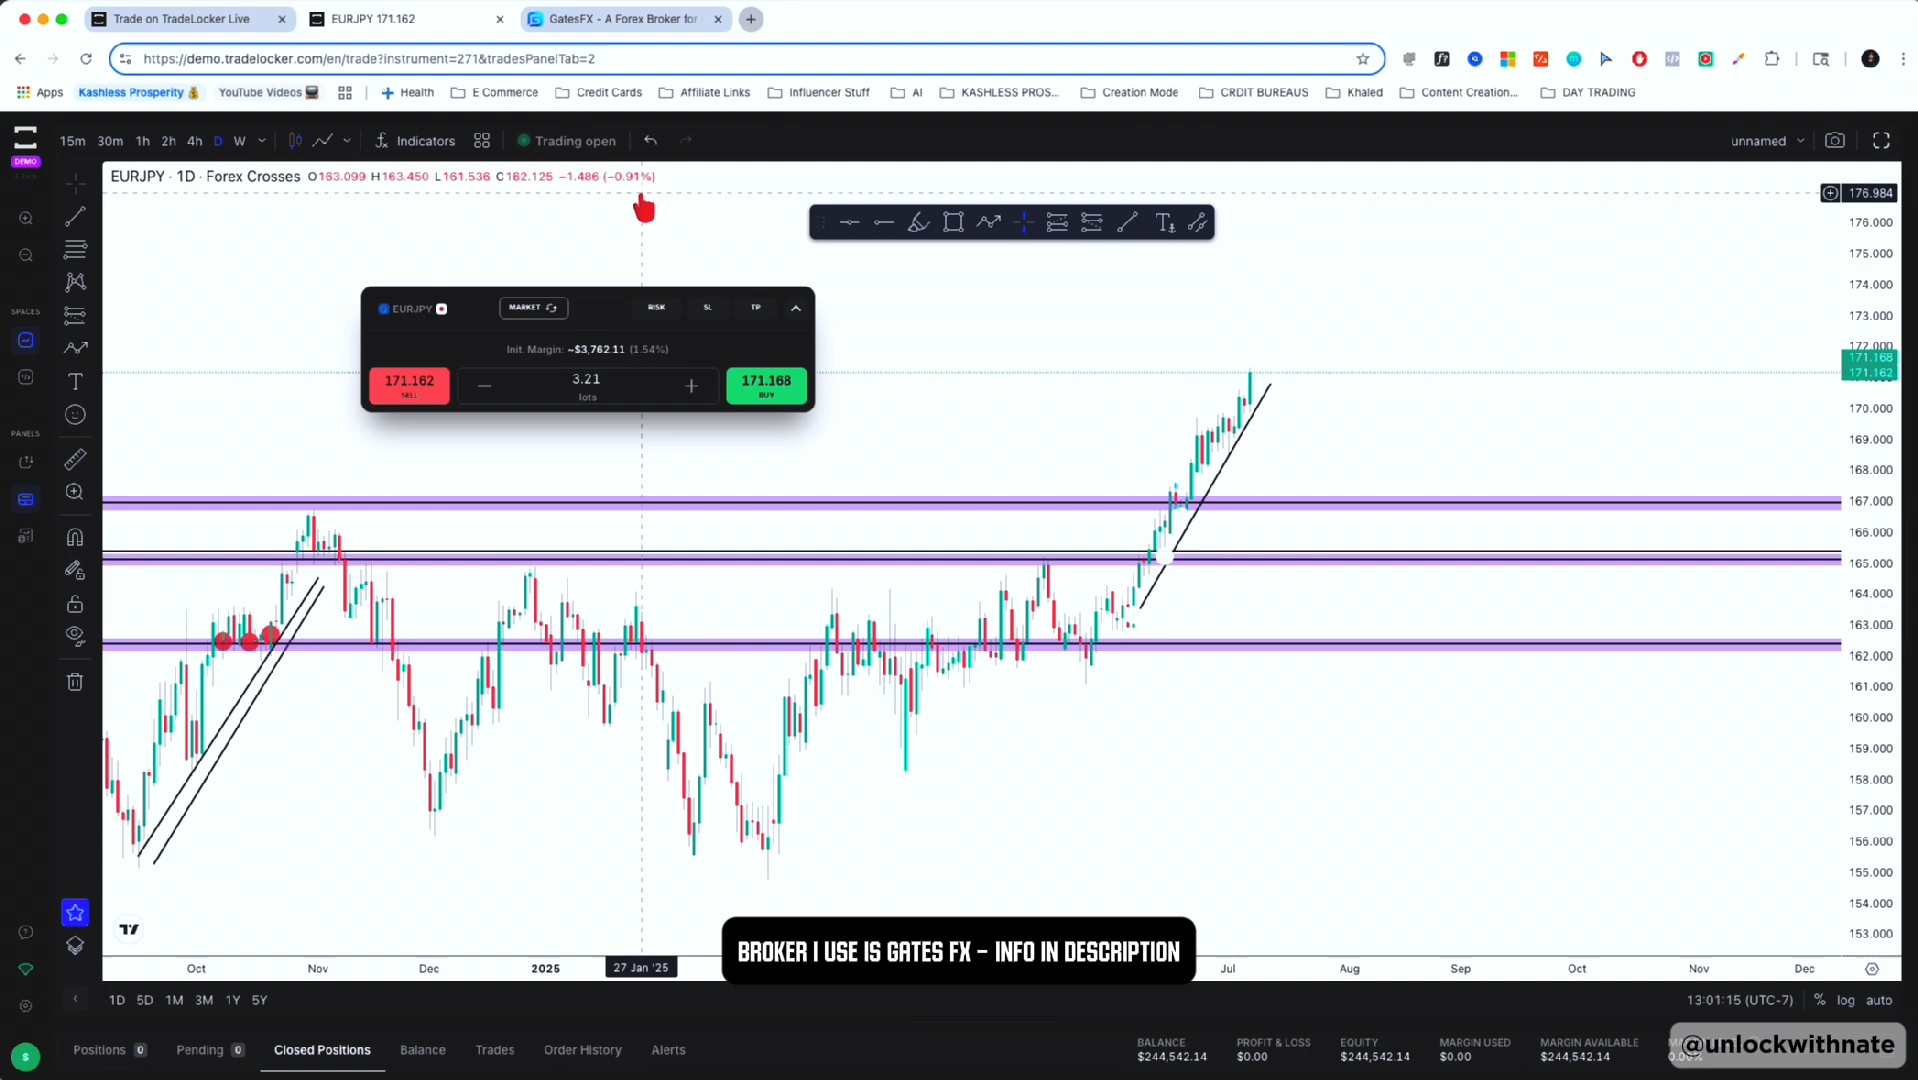 Trade on TradeLocker Live
EURJPY 171.162
GatesFX - A Forex Broker for
https://demo.tradelocker.com/en/trade?instrument=271&tradesPanelTab=2
Apps
Kashless Prosperity
YouTube Videos
Health
E Commerce
Credit Cards
Affiliate Links
Influencer Stuff
AI
KASHLESS PROS...
Creation Mode
CRDIT BUREAUS
Khaled
Content Creation...
DAY TRADING
DEMO
15m 30m 1h 2h 4h D W
Indicators
Trading open
unnamed
EURJPY · 1D · Forex Crosses O163.099 H163.450 L161.536 C162.125 −1.486 (−0.91%)
176.984
176.000
175.000
174.000
173.000
172.000
171.168
171.162
170.000
169.000
168.000
167.000
166.000
165.000
164.000
163.000
162.000
161.000
160.000
159.000
158.000
157.000
156.000
155.000
154.000
153.000
SPACES
PANELS
EURJPY
MARKET
RISK
SL
TP
Init. Margin: ~$3,762.11 (1.54%)
171.162
SELL
3.21
lots
171.168
BUY
BROKER I USE IS GATES FX - INFO IN DESCRIPTION
Oct Nov Dec 2025 27 Jan '25 Jul Aug Sep Oct Nov Dec
1D 5D 1M 3M 1Y 5Y
13:01:15 (UTC-7) % log auto
Positions 0
Pending 0
Closed Positions
Balance
Trades
Order History
Alerts
BALANCE
$244,542.14
PROFIT & LOSS
$0.00
EQUITY
$244,542.14
MARGIN USED
$0.00
MARGIN AVAILABLE
$244,542.14
@unlockwithnate